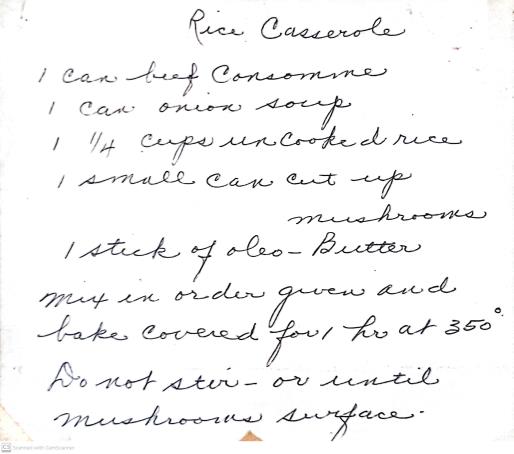 Rice Casserole
1 can beef Consomme
1 can onion soup
1 1/4 cups uncooked rice
1 small can cut up
mushrooms
1 stick of oleo - Butter
Mix in order given and
bake covered for 1 hr at 350°
Do not stir - or until
mushrooms surface.
CS Scanned with CamScanner